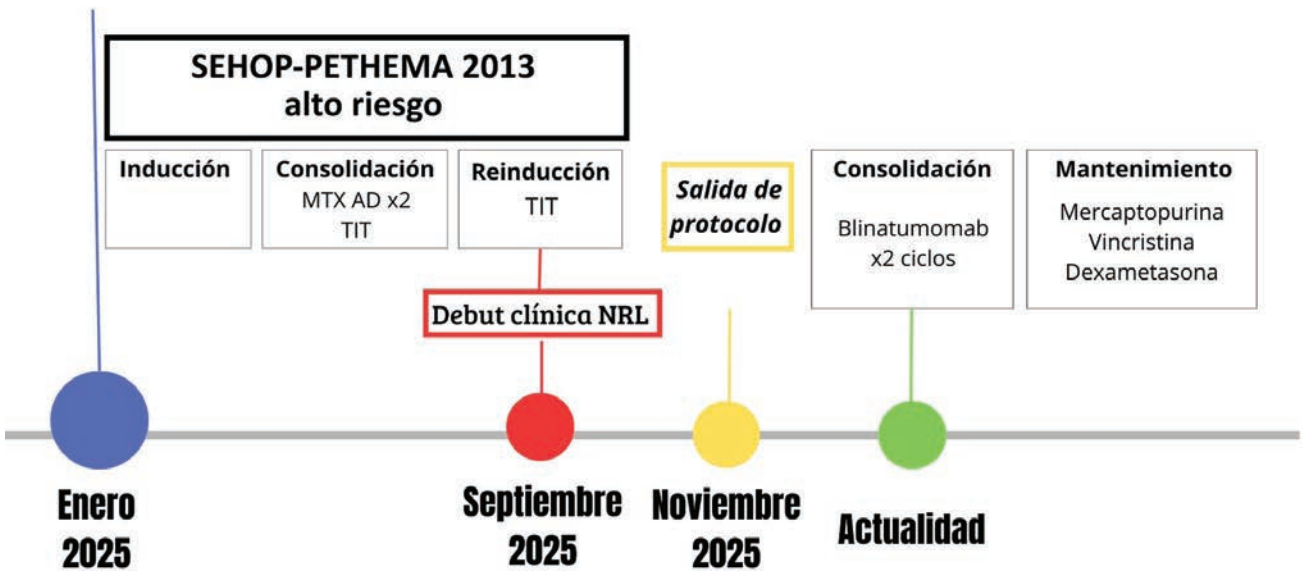 SEHOP-PETHEMA 2013
alto riesgo
Inducción
Consolidación
MTX AD x2
TIT
Reinducción
TIT
Salida de
protocolo
Consolidación
Blinatumomab
x2 ciclos
Mantenimiento
Mercaptopurina
Vincristina
Dexametasona
Debut clínica NRL
Enero
2025
Septiembre
2025
Noviembre
2025
Actualidad